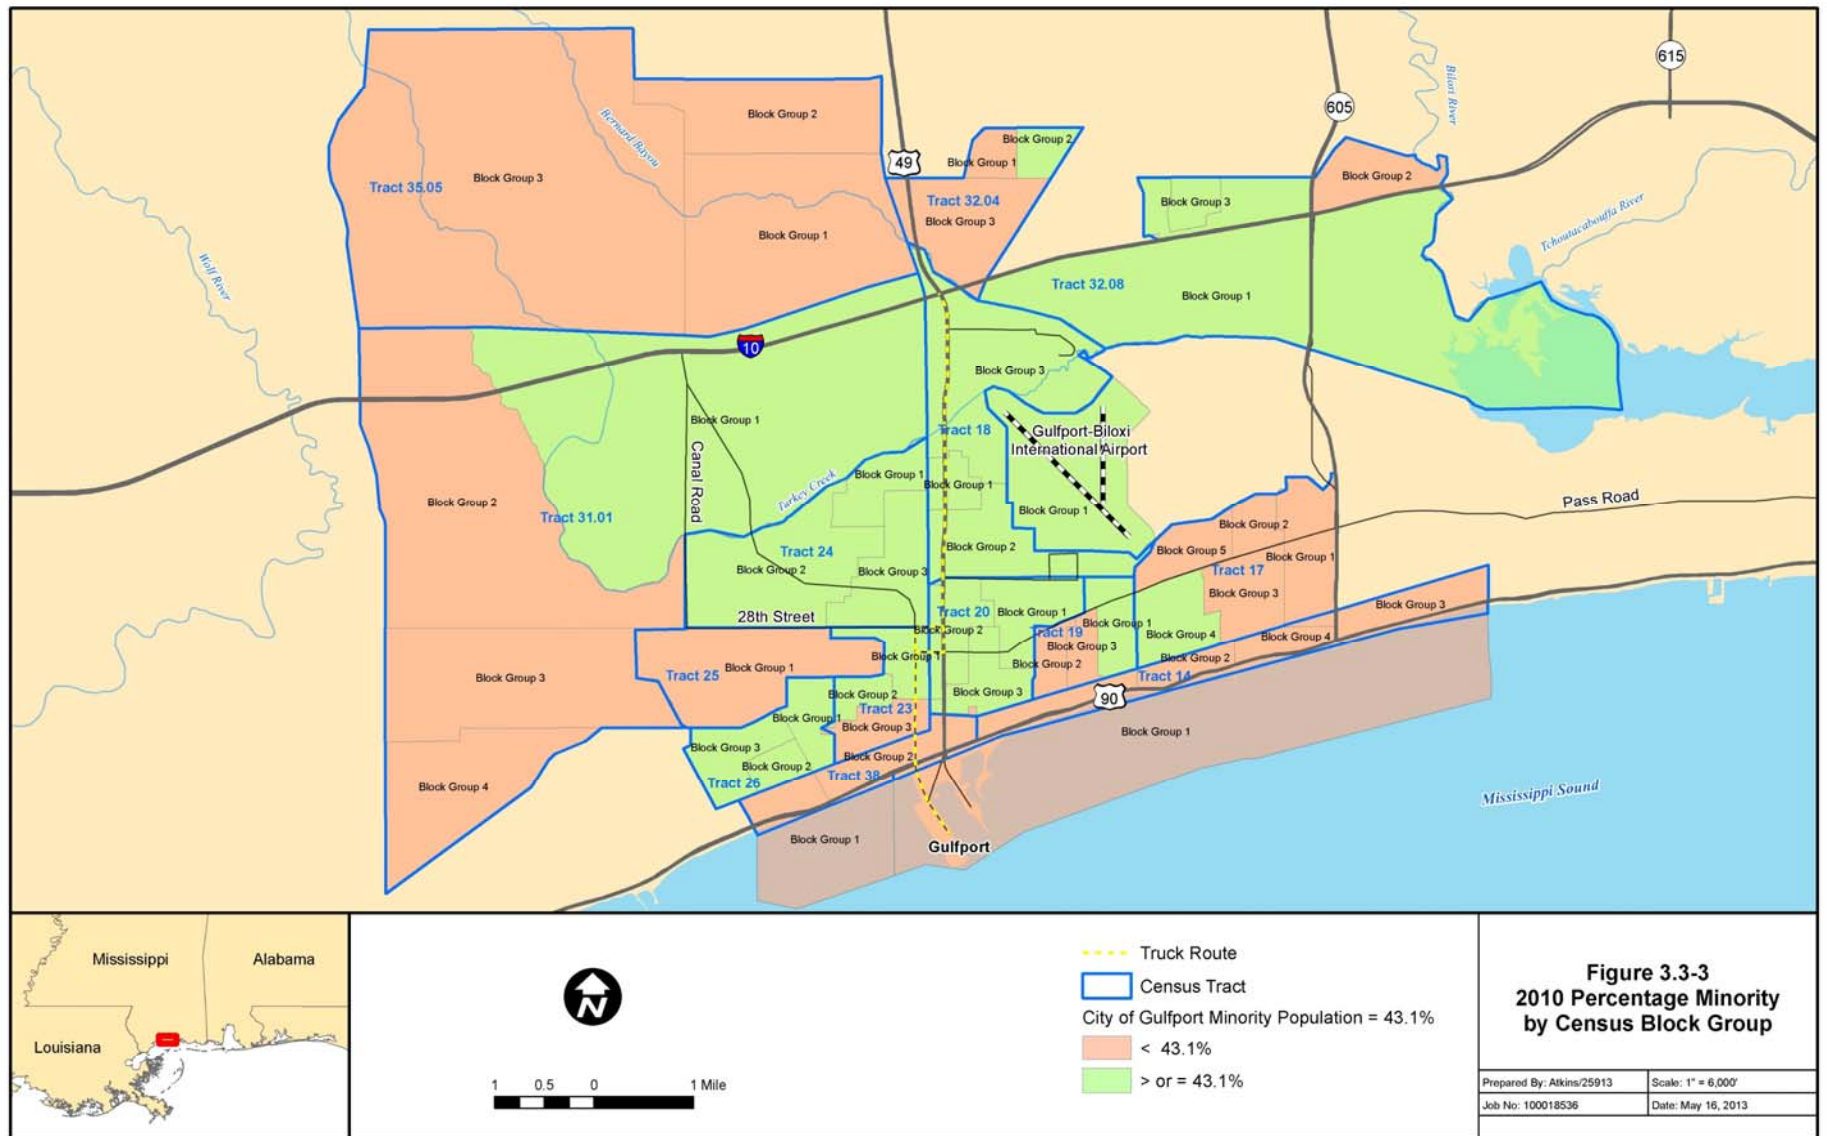 615
605
Biloxi River
Block Group 2
Bernard Bayou
Block Group 2
49
Block Group 1
Block Group 3
Tract 35.05
Block Group 2
Tract 32.04
Block Group 3
Block Group 3
Tchoutacabouffa River
Block Group 1
Wolf River
Tract 32.08
Block Group 1
10
Block Group 3
Block Group 1
Tract 18
Gulfport-Biloxi
International Airport
Canal Road
Block Group 1
Turkey Creek
Block Group 1
Block Group 2
Pass Road
Tract 31.01
Block Group 1
Block Group 2
Tract 24
Block Group 2
Block Group 5
Block Group 1
Block Group 2
Block Group 3
Tract 17
Block Group 3
28th Street
Tract 20
Block Group 1
Block Group 3
Block Group 2
Tract 19
Block Group 1
Block Group 4
Block Group 4
Block Group 3
Block Group 1
Block Group 2
Block Group 2
Block Group 1
Tract 25
Block Group 3
Tract 14
Block Group 2
Block Group 3
90
Tract 23
Block Group 1
Block Group 3
Block Group 1
Block Group 3
Block Group 2
Block Group 2
Tract 38
Tract 26
Block Group 4
Mississippi Sound
Block Group 1
Gulfport
Mississippi
Alabama
Louisiana
N
1 0.5 0 1 Mile
Truck Route
Census Tract
City of Gulfport Minority Population = 43.1%
< 43.1%
> or = 43.1%
Figure 3.3-3
2010 Percentage Minority
by Census Block Group
Prepared By: Atkins/25913
Scale: 1" = 6,000'
Job No: 100018536
Date: May 16, 2013